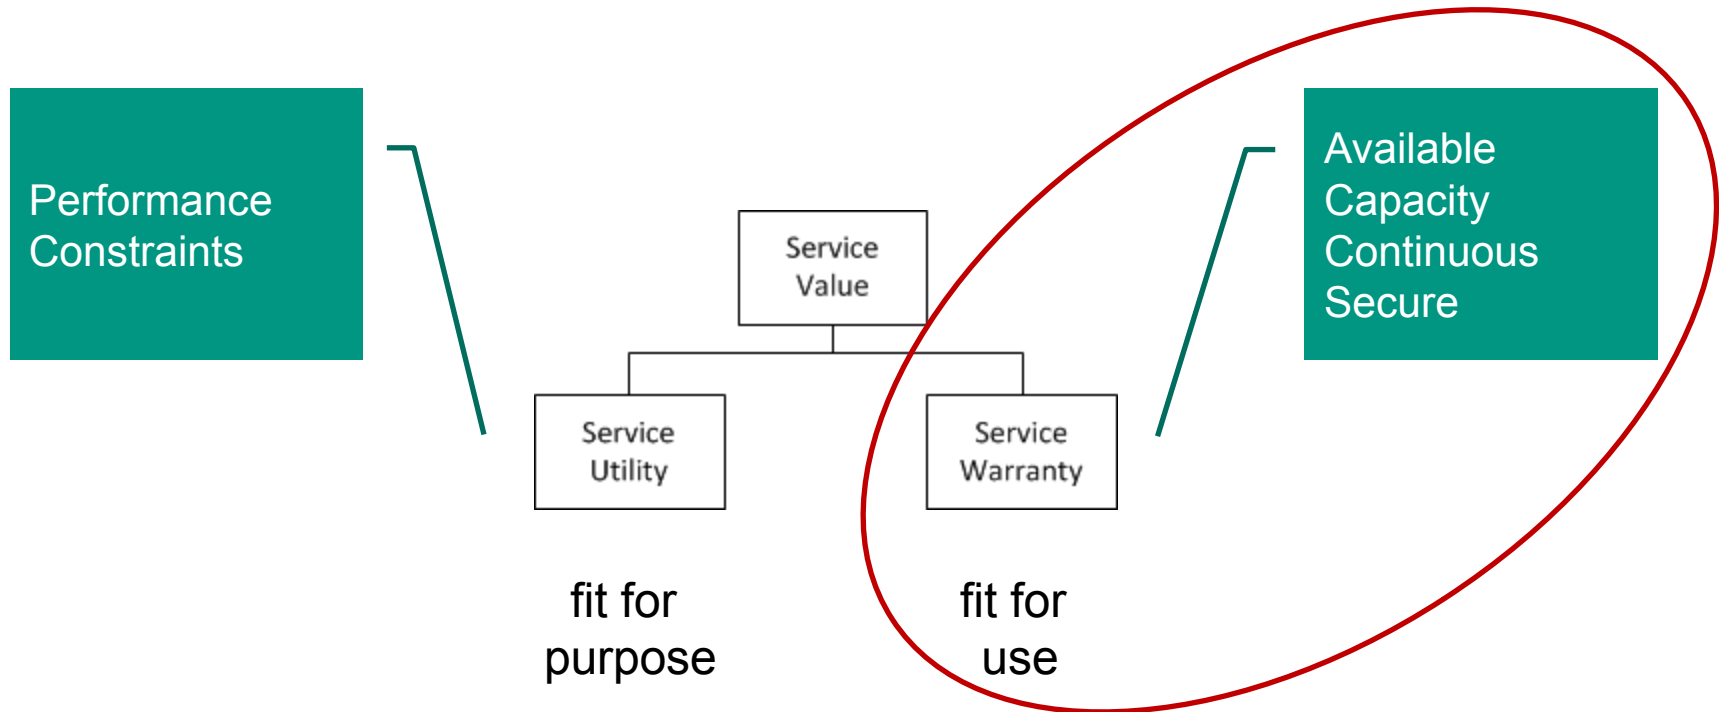 Performance
Constraints
Service
Value
Available
Capacity
Continuous
Secure
Service
Utility
Service
Warranty
fit for
purpose
fit for
use